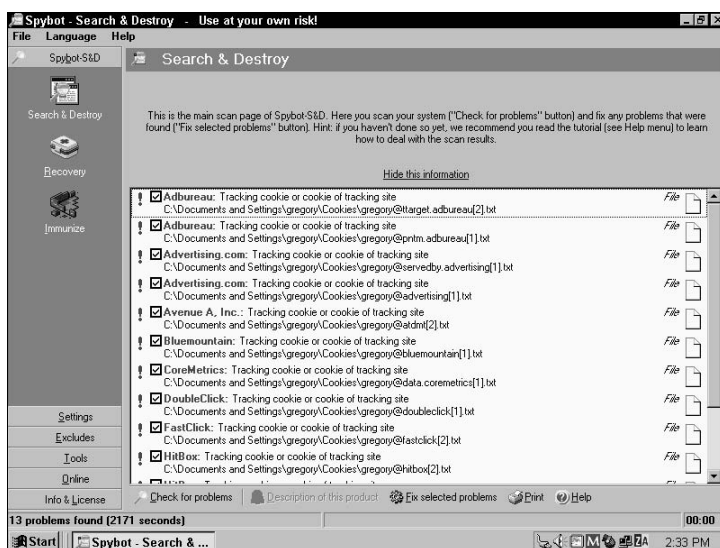 Spybot - Search & Destroy - Use at your own risk!
File Language Help
Spybot-S&D
Search & Destroy
Recovery
Immunize
Settings
Excludes
Tools
Online
Info & License
Search & Destroy
This is the main scan page of Spybot-S&D. Here you scan your system ("Check for problems" button) and fix any problems that were
found ("Fix selected problems" button). Hint: if you haven't done so yet, we recommend you read the tutorial (see Help menu) to learn
how to deal with the scan results.
Hide this information
Adbureau: Tracking cookie or cookie of tracking site File
C:\Documents and Settings\gregory\Cookies\gregory@ttarget.adbureau[2].txt
Adbureau: Tracking cookie or cookie of tracking site File
C:\Documents and Settings\gregory\Cookies\gregory@pntm.adbureau[1].txt
Advertising.com: Tracking cookie or cookie of tracking site File
C:\Documents and Settings\gregory\Cookies\gregory@servedby.advertising[1].txt
Advertising.com: Tracking cookie or cookie of tracking site File
C:\Documents and Settings\gregory\Cookies\gregory@advertising[1].txt
Avenue A, Inc.: Tracking cookie or cookie of tracking site File
C:\Documents and Settings\gregory\Cookies\gregory@atdmt[2].txt
Bluemountain: Tracking cookie or cookie of tracking site File
C:\Documents and Settings\gregory\Cookies\gregory@bluemountain[1].txt
CoreMetrics: Tracking cookie or cookie of tracking site File
C:\Documents and Settings\gregory\Cookies\gregory@data.coremetrics[1].txt
DoubleClick: Tracking cookie or cookie of tracking site File
C:\Documents and Settings\gregory\Cookies\gregory@doubleclick[1].txt
FastClick: Tracking cookie or cookie of tracking site File
C:\Documents and Settings\gregory\Cookies\gregory@fastclick[2].txt
HitBox: Tracking cookie or cookie of tracking site File
C:\Documents and Settings\gregory\Cookies\gregory@hitbox[2].txt
Check for problems Description of this product Fix selected problems Print Help
13 problems found (2171 seconds) 00:00
Start Spybot - Search & ... 2:33 PM